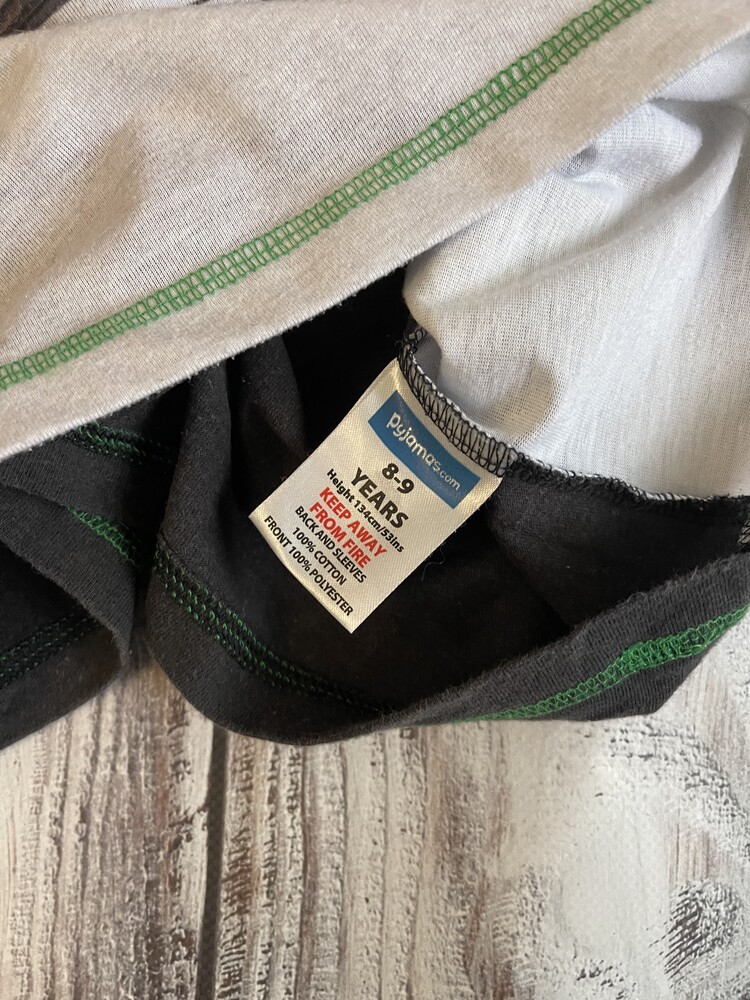 pyjamas.com
8-9
YEARS
Height 134cm/53Ins
KEEP AWAY
FROM FIRE
BACK AND SLEEVES
100% COTTON
FRONT 100% POLYESTER